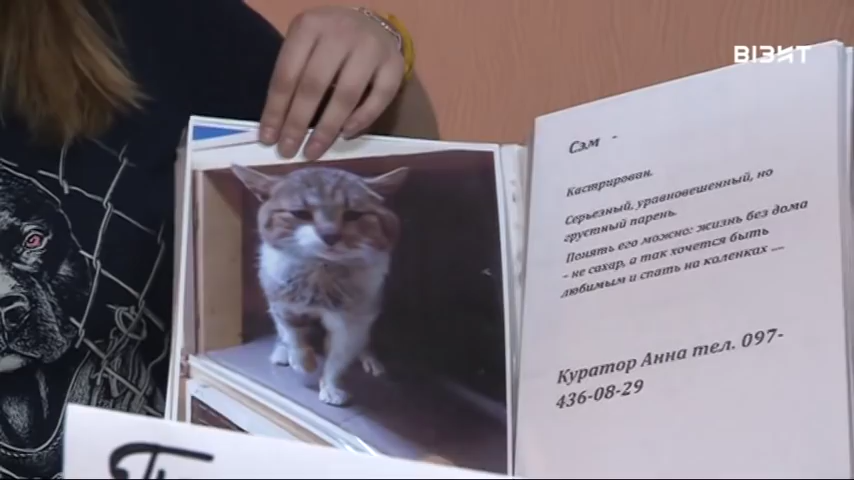 ВІЗИТ
Сэм -
Кастрирован.
Серьезный, уравновешенный, но
грустный парень.
Понять его можно: жизнь без дома
– не сахар, а так хочется быть
любимым и спать на коленках ...
Куратор Анна тел. 097-
436-08-29